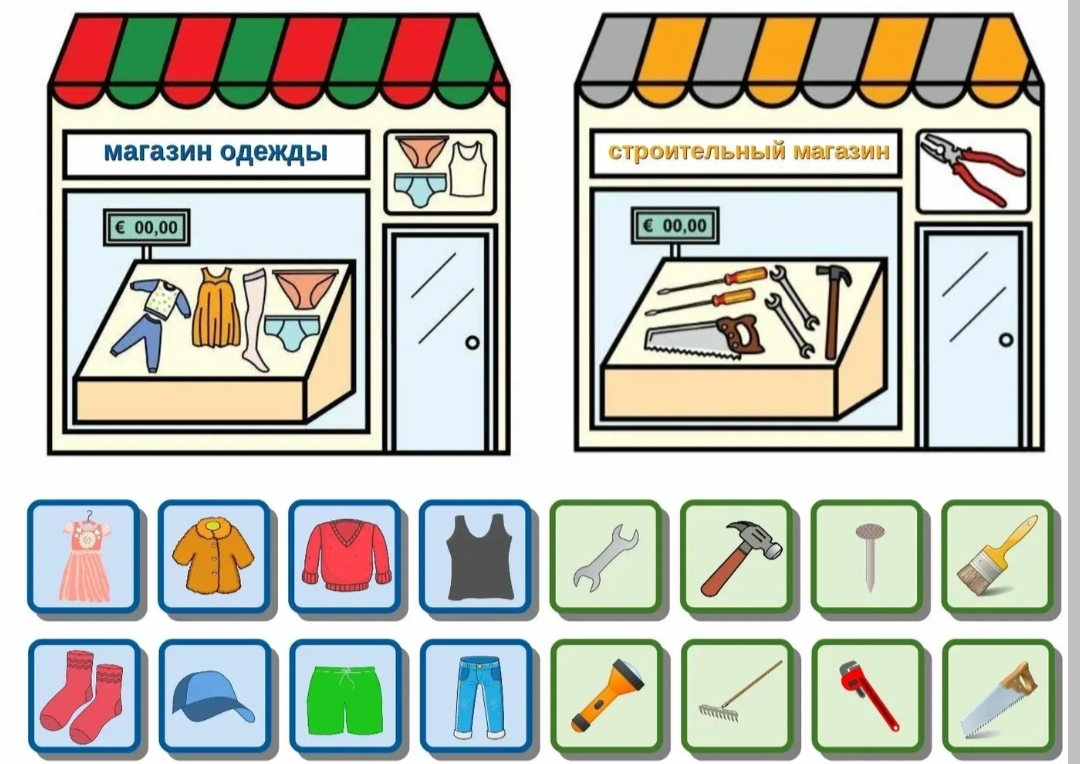 магазин одежды
строительный магазин
€ 00,00
€ 00,00